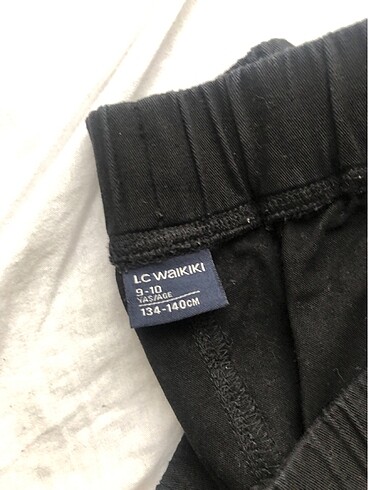 LC WAIKIKI
9-10
YAŞ/AGE
134-140CM